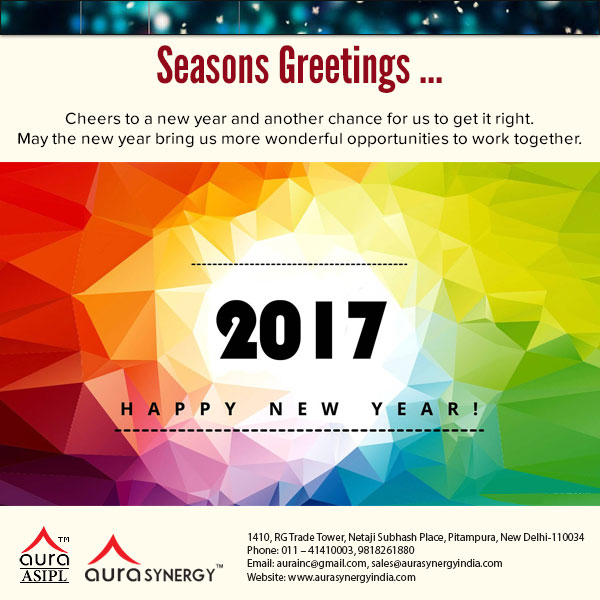 Seasons Greetings ...
Cheers to a new year and another chance for us to get it right.
May the new year bring us more wonderful opportunities to work together.
2017
HAPPY NEW YEAR!
aura TM
ASIPL
aura SYNERGY TM
1410, RG Trade Tower, Netaji Subhash Place, Pitampura, New Delhi-110034
Phone: 011 – 41410003, 9818261880
Email: aurainc@gmail.com, sales@aurasynergyindia.com
Website: www.aurasynergyindia.com